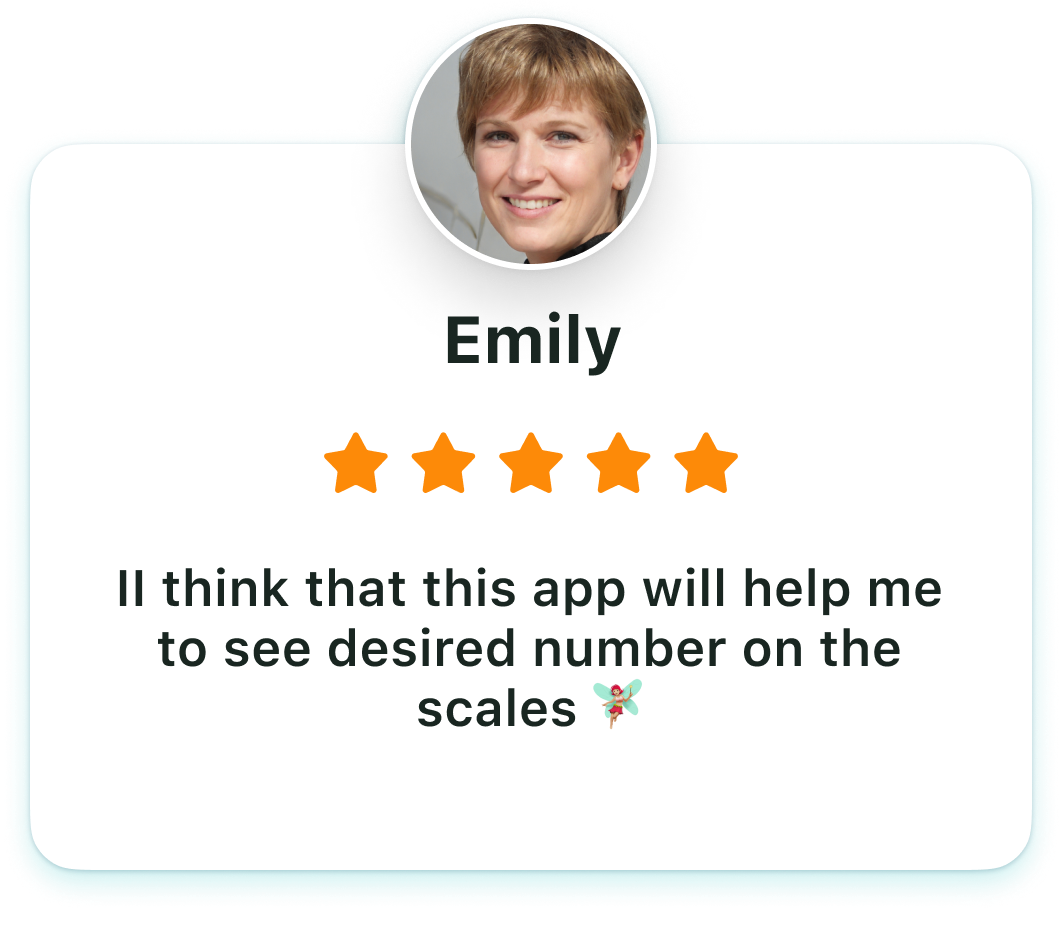 Emily
II think that this app will help me
to see desired number on the
scales 🧚